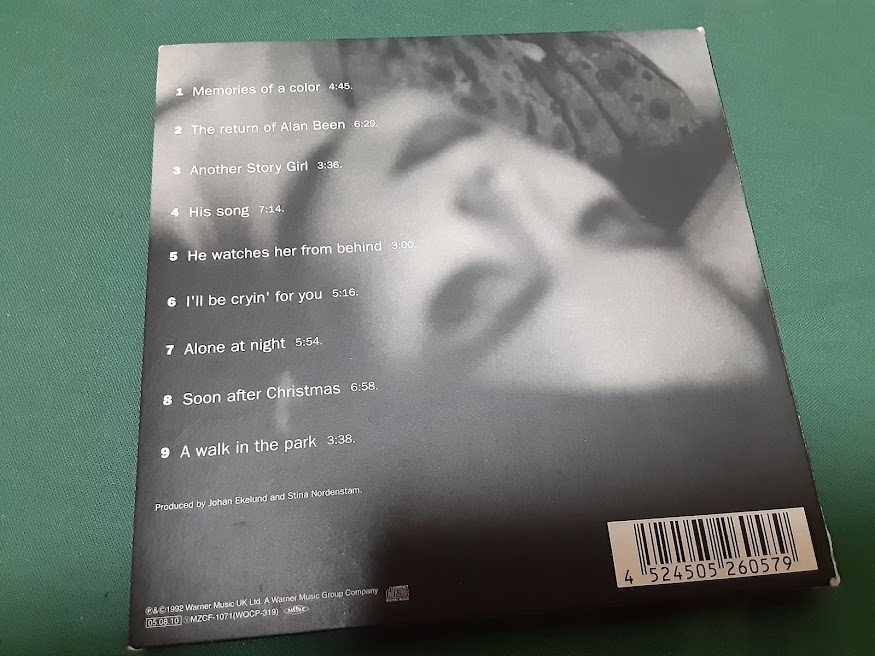 1 Memories of a color 4:45.
2 The return of Alan Been 6:29.
3 Another Story Girl 3:36.
4 His song 7:14.
5 He watches her from behind 3:00.
6 I'll be cryin' for you 5:16.
7 Alone at night 5:54.
8 Soon after Christmas 6:58.
9 A walk in the park 3:38.
Produced by Johan Ekelund and Stina Nordenstam.
℗&©1992 Warner Music UK Ltd. A Warner Music Group Company
05.08.10 ⓎMZCF-1071(WQCP-319)
4 524505 260579